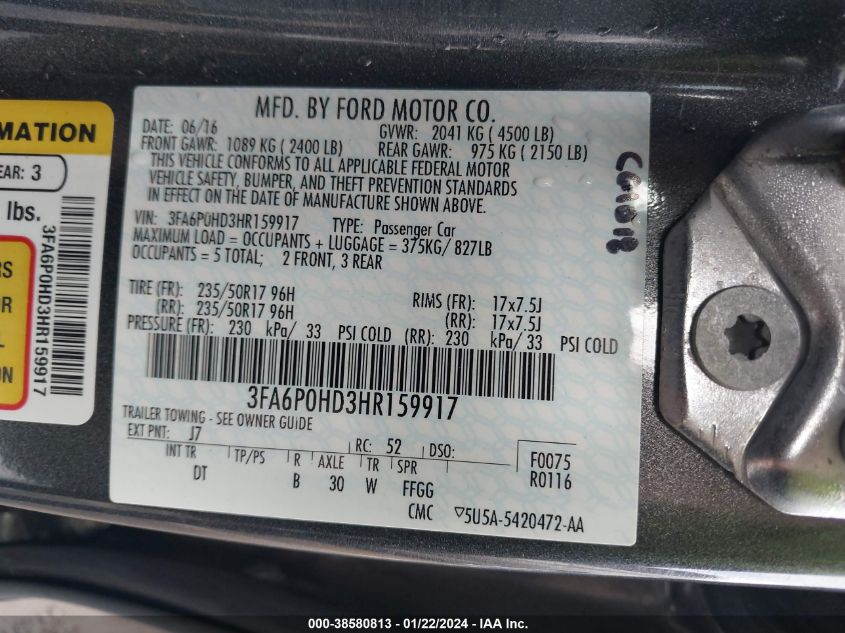 MFD. BY FORD MOTOR CO.
DATE: 06/16 GVWR: 2041 KG (4500 LB)
FRONT GAWR: 1089 KG (2400 LB) REAR GAWR: 975 KG (2150 LB)
THIS VEHICLE CONFORMS TO ALL APPLICABLE FEDERAL MOTOR
VEHICLE SAFETY, BUMPER, AND THEFT PREVENTION STANDARDS
IN EFFECT ON THE DATE OF MANUFACTURE SHOWN ABOVE.
VIN: 3FA6P0HD3HR159917 TYPE: Passenger Car
MAXIMUM LOAD = OCCUPANTS + LUGGAGE = 375KG/ 827LB
OCCUPANTS = 5 TOTAL; 2 FRONT, 3 REAR
TIRE (FR): 235/50R17 96H RIMS (FR): 17x7.5J
(RR): 235/50R17 96H (RR): 17x7.5J
PRESSURE (FR): 230 kPa/ 33 PSI COLD (RR): 230 kPa/ 33 PSI COLD
3FA6P0HD3HR159917
TRAILER TOWING - SEE OWNER GUIDE
EXT PNT: J7 RC: 52 DSO: F0075
INT TR TP/PS R AXLE TR SPR R0116
DT B 30 W FFGG
CMC ▽5U5A-5420472-AA
EAR: 3
lbs.
3FA6P0HD3HR159917
000-38580813 - 01/22/2024 - IAAI, Inc.